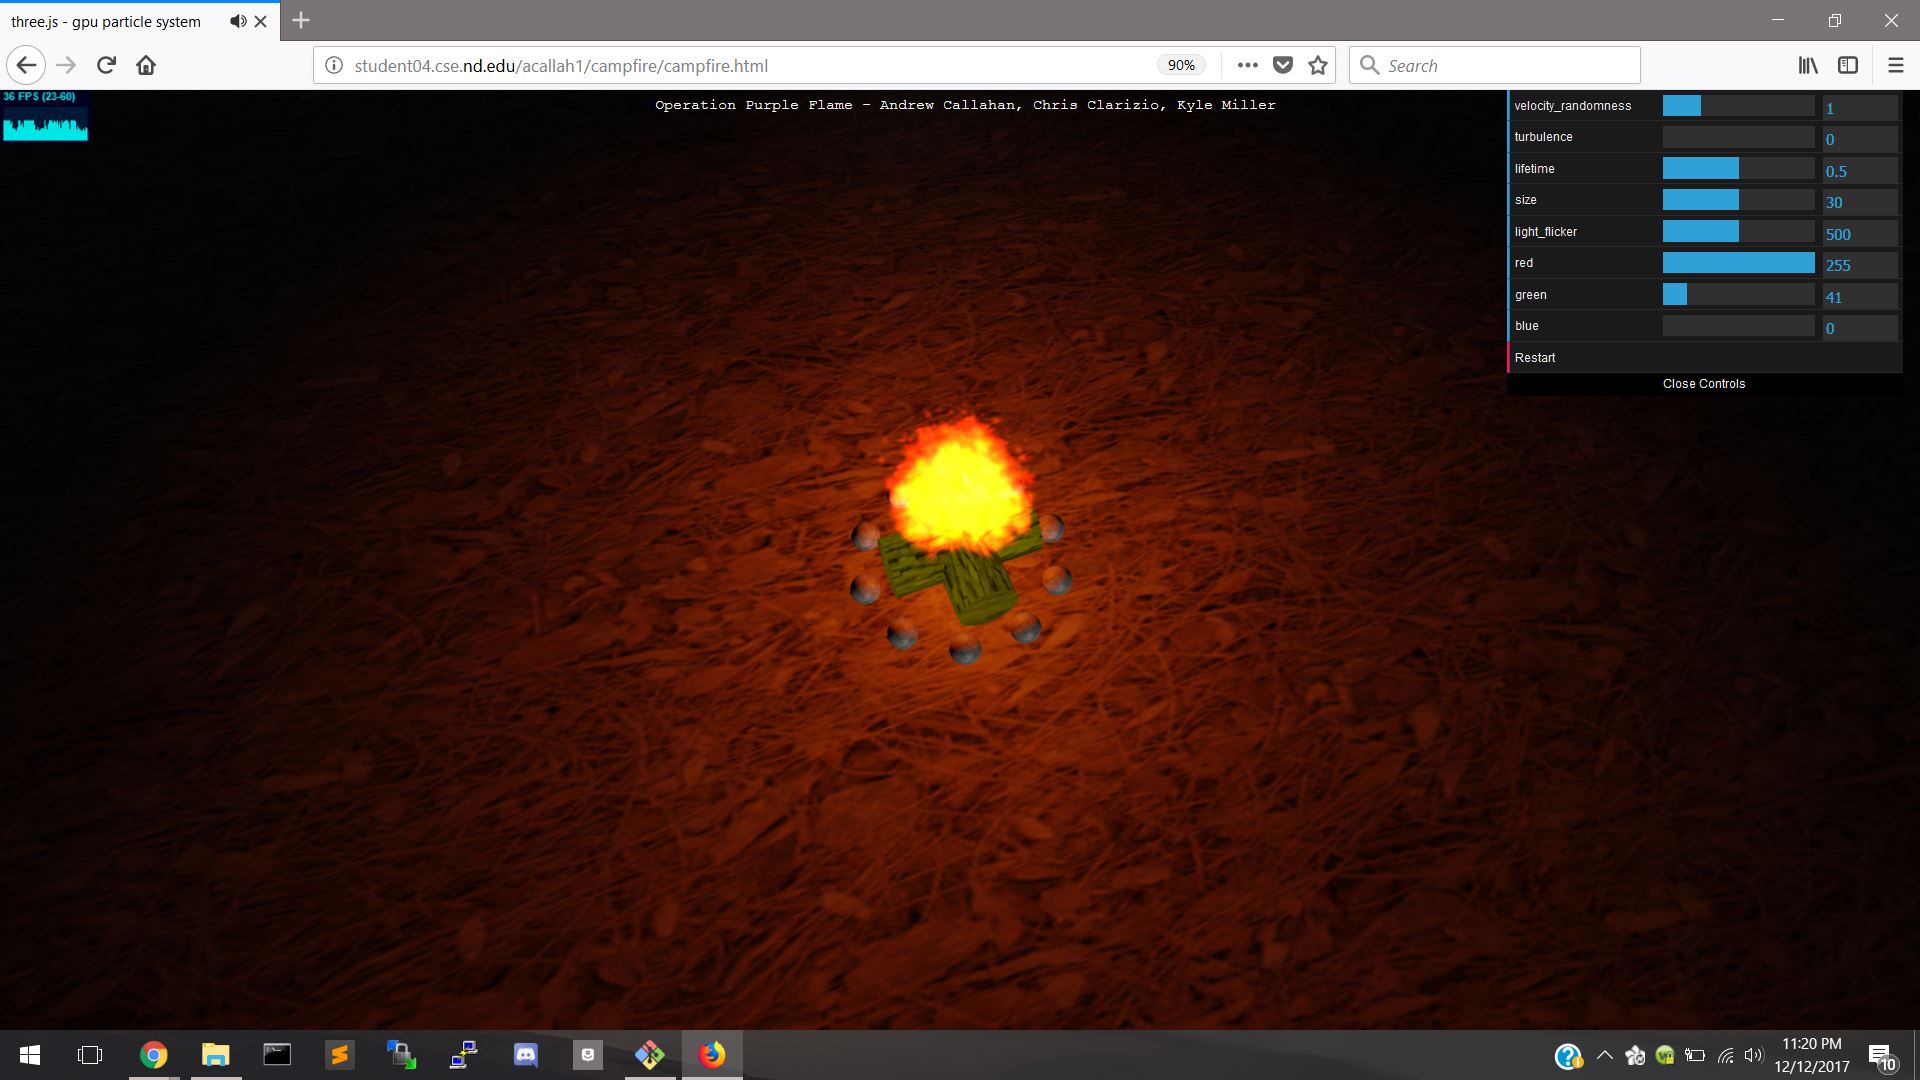 three.js - gpu particle system
student04.cse.nd.edu/acallah1/campfire/campfire.html
90%
Search
36 FPS (23-60)
Operation Purple Flame - Andrew Callahan, Chris Clarizio, Kyle Miller
velocity_randomness 1
turbulence 0
lifetime 0.5
size 30
light_flicker 500
red 255
green 41
blue 0
Restart
Close Controls
11:20 PM
12/12/2017
10